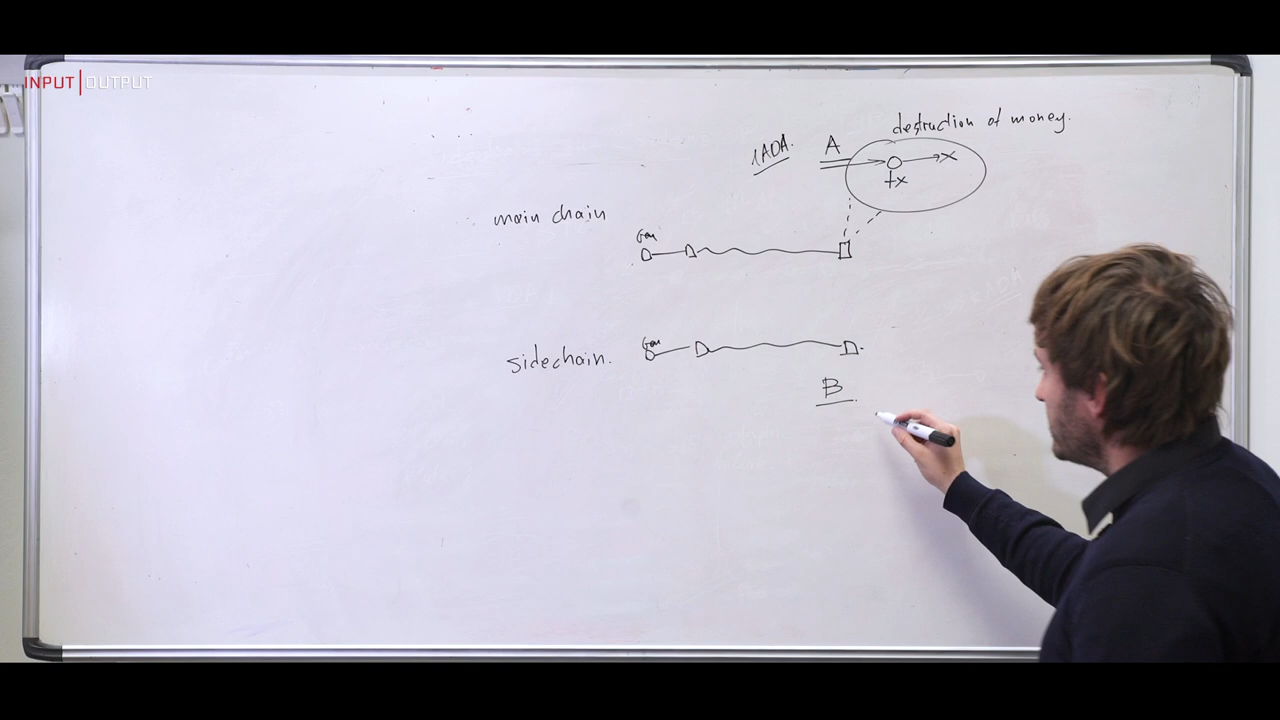 INPUT|OUTPUT
destruction of money.
1ADA. A
x
tx
main chain
Gen
Gen
sidechain.
B